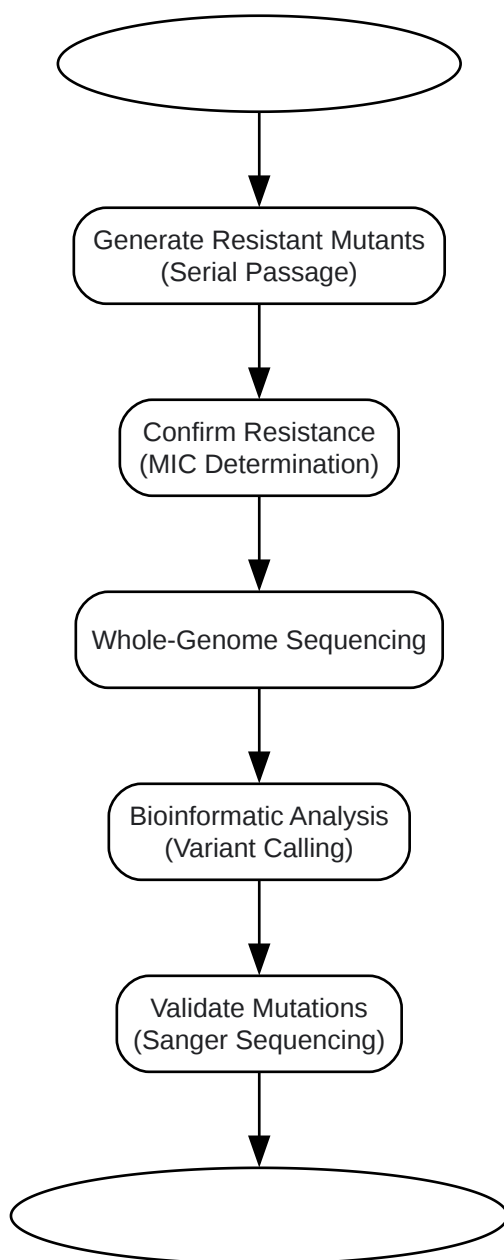 Generate Resistant Mutants
(Serial Passage)
Confirm Resistance
(MIC Determination)
Whole-Genome Sequencing
Bioinformatic Analysis
(Variant Calling)
Validate Mutations
(Sanger Sequencing)